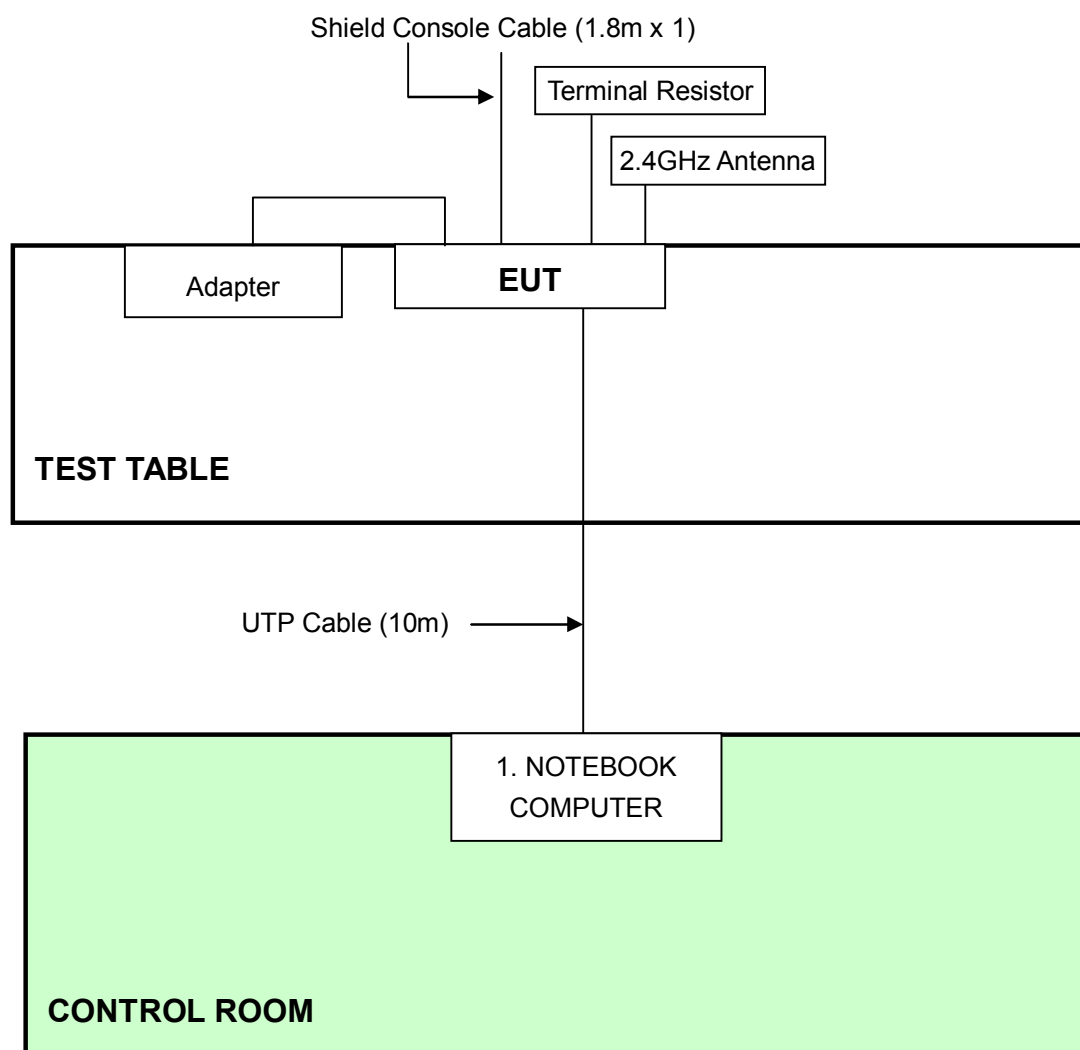 Shield Console Cable (1.8m x 1)
Terminal Resistor
2.4GHz Antenna
Adapter
EUT
TEST TABLE
UTP Cable (10m)
1. NOTEBOOK
COMPUTER
CONTROL ROOM